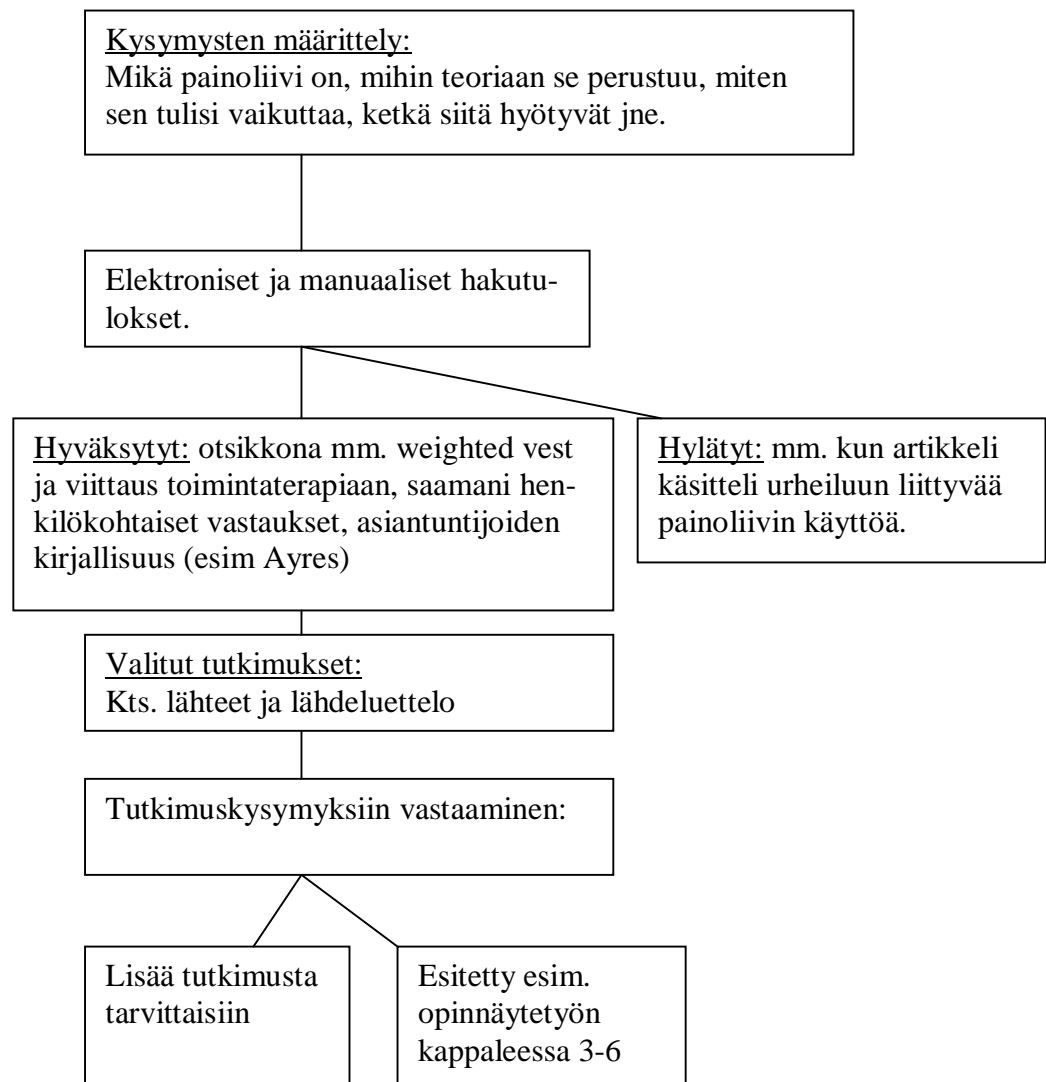 Kysymysten määrittely:
Mikä painoliivi on, mihin teoriaan se perustuu, miten
sen tulisi vaikuttaa, ketkä siitä hyötyvät jne.
Elektroniset ja manuaaliset hakutu-
lokset.
Hyväksytyt: otsikkona mm. weighted vest
ja viittaus toimintaterapiaan, saamani hen-
kilökohtaiset vastaukset, asiantuntijoiden
kirjallisuus (esim Ayres)
Hylätyt: mm. kun artikkeli
käsitteli urheiluun liittyvää
painoliivin käyttöä.
Valitut tutkimukset:
Kts. lähteet ja lähdeluettelo
Tutkimuskysymyksiin vastaaminen:
Lisää tutkimusta
tarvittaisiin
Esitetty esim.
opinnäytetyön
kappaleessa 3-6